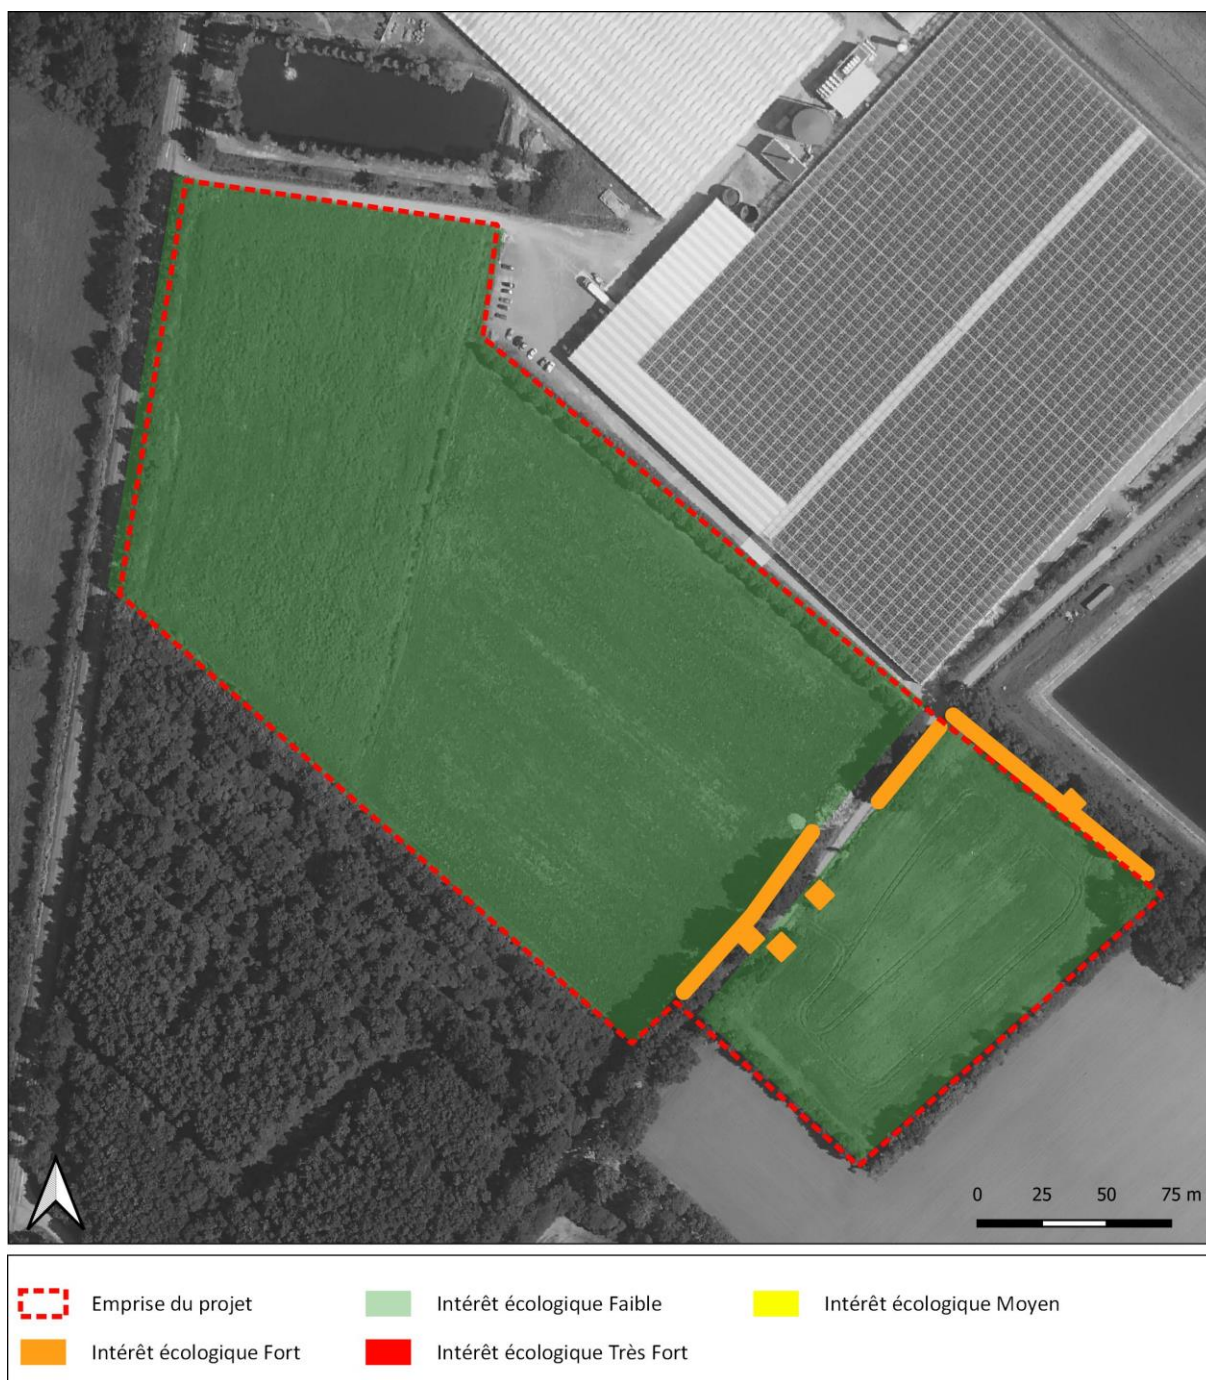 0 25 50 75 m
Emprise du projet Intérêt écologique Faible Intérêt écologique Moyen
Intérêt écologique Fort Intérêt écologique Très Fort